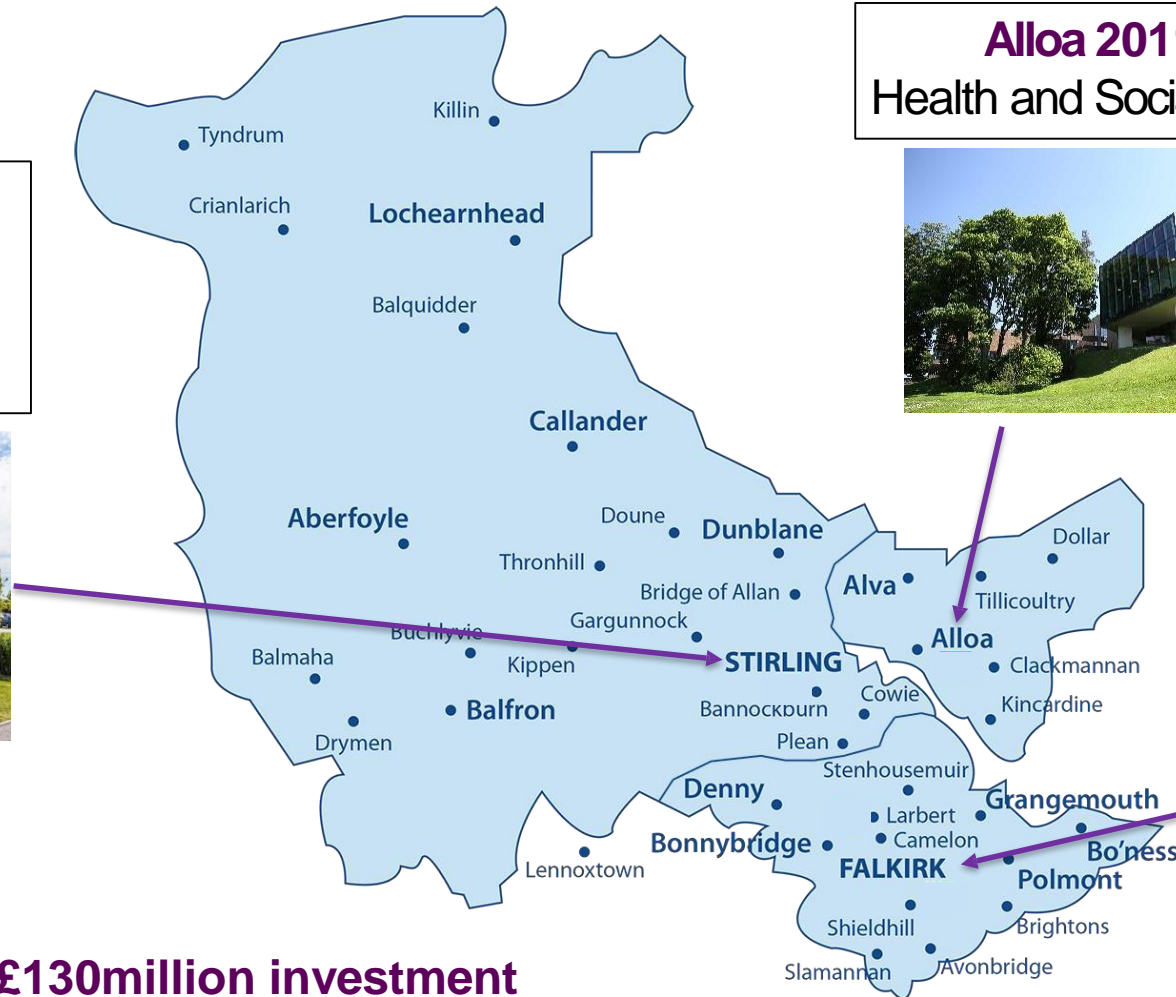 Alloa 201
Health and Soci
Killin
Tyndrum
Crianlarich
Lochearnhead
Balquidder
Callander
Aberfoyle
Doune
Dunblane
Dollar
Thronhill
Bridge of Allan
Alva
Tillicoultry
Gargunnock
Buchlyvie
Alloa
Balmaha
Kippen
STIRLING
Clackmannan
Cowie
Kincardine
Balfron
Bannockburn
Drymen
Plean
Stenhousemuir
Denny
Grangemouth
Larbert
Camelon
Bonnybridge
Bo'ness
Lennoxtown
FALKIRK
Polmont
Shieldhill
Brightons
Slamannan
Avonbridge
£130million investment